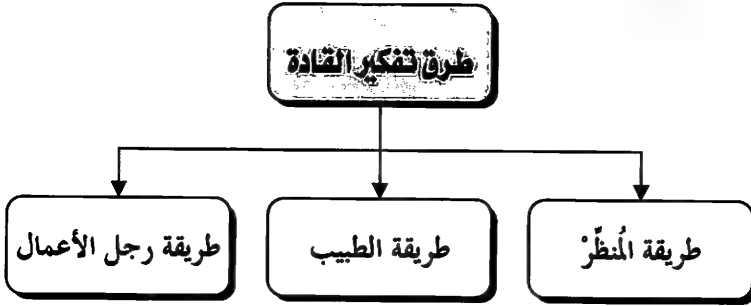 طرق تفكير القادة
طريقة المُنظِّرْ
طريقة الطبيب
طريقة رجل الأعمال